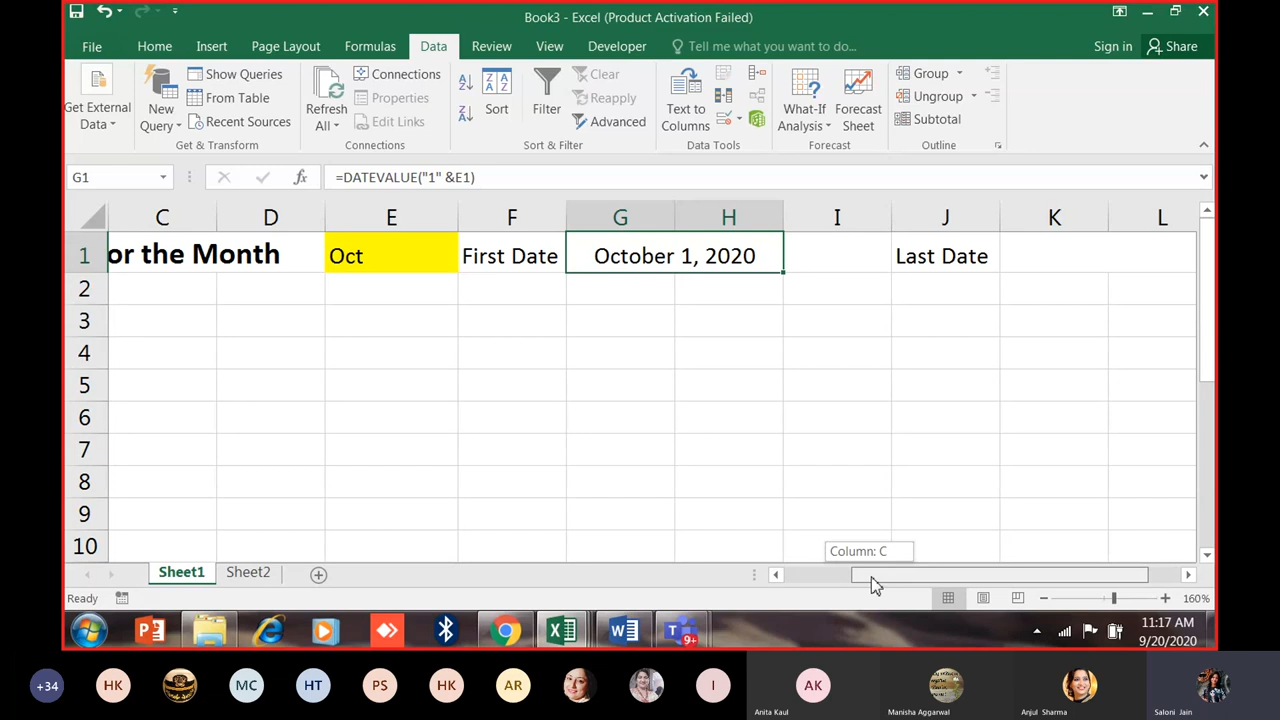 Book3 - Excel (Product Activation Failed)
File Home Insert Page Layout Formulas Data Review View Developer Tell me what you want to do... Sign in Share
Get External Data
New Query
Show Queries
From Table
Recent Sources
Get & Transform
Refresh All
Connections
Properties
Edit Links
Connections
Sort
Filter
Clear
Reapply
Advanced
Sort & Filter
Text to Columns
Data Tools
What-If Analysis
Forecast Sheet
Forecast
Group
Ungroup
Subtotal
Outline
G1 fx =DATEVALUE("1" &E1)
C D E F G H I J K L
1 or the Month Oct First Date October 1, 2020 Last Date
2
3
4
5
6
7
8
9
10
Column: C
Sheet1 Sheet2
Ready 160%
9+
11:17 AM
9/20/2020
+34 HK MC HT PS HK AR I AK
Anita Kaul Manisha Aggarwal Anjul Sharma Saloni Jain